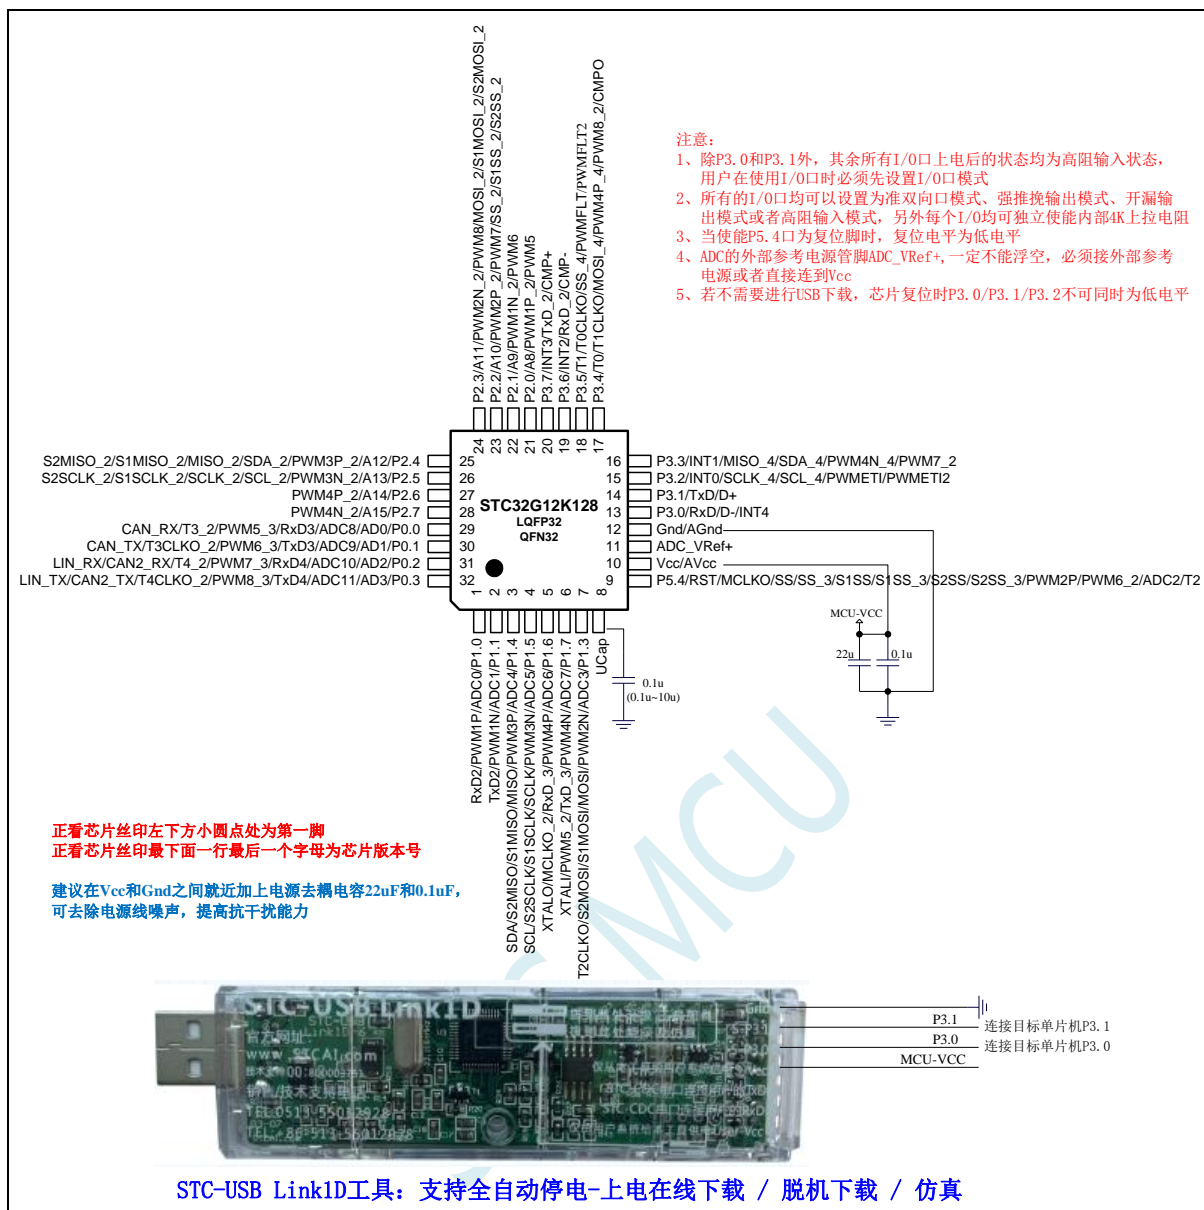 P2.3/A11/PWM2N_2/PWM8/MOSI_2/S1MOSI_2/S2MOSI_2
P2.2/A10/PWM2P_2/PWM7/SS_2/S1SS_2/S2SS_2
P2.1/A9/PWM1N_2/PWM6
P2.0/A8/PWM1P_2/PWM5
P3.7/INT3/TxD_2/CMP+
P3.6/INT2/RxD_2/CMP-
P3.5/T1/T0CLKO/SS_4/PWMFLT/PWMFLT2
P3.4/T0/T1CLKO/MOSI_4/PWM4P_4/PWM8_2/CMPO
注意：
1、除P3.0和P3.1外，其余所有I/O口上电后的状态均为高阻输入状态，
用户在使用I/O口时必须先设置I/O口模式
2、所有的I/O口均可以设置为准双向口模式、强推挽输出模式、开漏输
出模式或者高阻输入模式，另外每个I/O均可独立使能内部4K上拉电阻
3、当使能P5.4口为复位脚时，复位电平为低电平
4、ADC的外部参考电源管脚ADC_VRef+,一定不能浮空，必须接外部参考
电源或者直接连到Vcc
5、若不需要进行USB下载，芯片复位时P3.0/P3.1/P3.2不可同时为低电平
24 23 22 21 20 19 18 17
S2MISO_2/S1MISO_2/MISO_2/SDA_2/PWM3P_2/A12/P2.4 25
S2SCLK_2/S1SCLK_2/SCLK_2/SCL_2/PWM3N_2/A13/P2.5 26
PWM4P_2/A14/P2.6 27
PWM4N_2/A15/P2.7 28
CAN_RX/T3_2/PWM5_3/RxD3/ADC8/AD0/P0.0 29
CAN_TX/T3CLKO_2/PWM6_3/TxD3/ADC9/AD1/P0.1 30
LIN_RX/CAN2_RX/T4_2/PWM7_3/RxD4/ADC10/AD2/P0.2 31
LIN_TX/CAN2_TX/T4CLKO_2/PWM8_3/TxD4/ADC11/AD3/P0.3 32
STC32G12K128
LQFP32
QFN32
16 P3.3/INT1/MISO_4/SDA_4/PWM4N_4/PWM7_2
15 P3.2/INT0/SCLK_4/SCL_4/PWMETI/PWMETI2
14 P3.1/TxD/D+
13 P3.0/RxD/D-/INT4
12 Gnd/AGnd
11 ADC_VRef+
10 Vcc/AVcc
9 P5.4/RST/MCLKO/SS/SS_3/S1SS/S1SS_3/S2SS/S2SS_3/PWM2P/PWM6_2/ADC2/T2
1 2 3 4 5 6 7 8
RxD2/PWM1P/ADC0/P1.0
TxD2/PWM1N/ADC1/P1.1
SDA/S2MISO/S1MISO/MISO/PWM3P/ADC4/P1.4
SCL/S2SCLK/S1SCLK/SCLK/PWM3N/ADC5/P1.5
XTALO/MCLKO_2/RxD_3/PWM4P/ADC6/P1.6
XTALI/PWM5_2/TxD_3/PWM4N/ADC7/P1.7
T2CLKO/S2MOSI/S1MOSI/MOSI/PWM2N/ADC3/P1.3
UCap
0.1u
(0.1u~10u)
MCU-VCC
22u 0.1u
正看芯片丝印左下方小圆点处为第一脚
正看芯片丝印最下面一行最后一个字母为芯片版本号
建议在Vcc和Gnd之间就近加上电源去耦电容22uF和0.1uF，
可去除电源线噪声，提高抗干扰能力
MCU
STC-USB Link1D
官方网址:
www.STCAI.com
TEL:0513-55012928
Gnd
P3.1 连接目标单片机P3.1
P3.0 连接目标单片机P3.0
MCU-VCC
STC-USB Link1D工具：支持全自动停电-上电在线下载 / 脱机下载 / 仿真